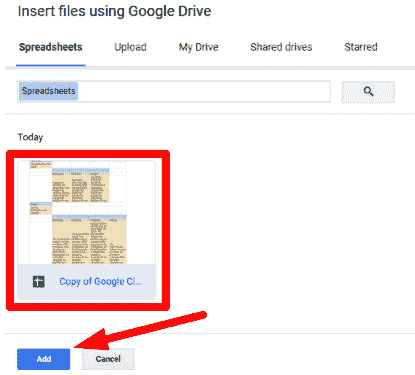 Insert files using Google Drive
Spreadsheets Upload My Drive Shared drives Starred
Spreadsheets
Today
Copy of Google Cl...
Add Cancel